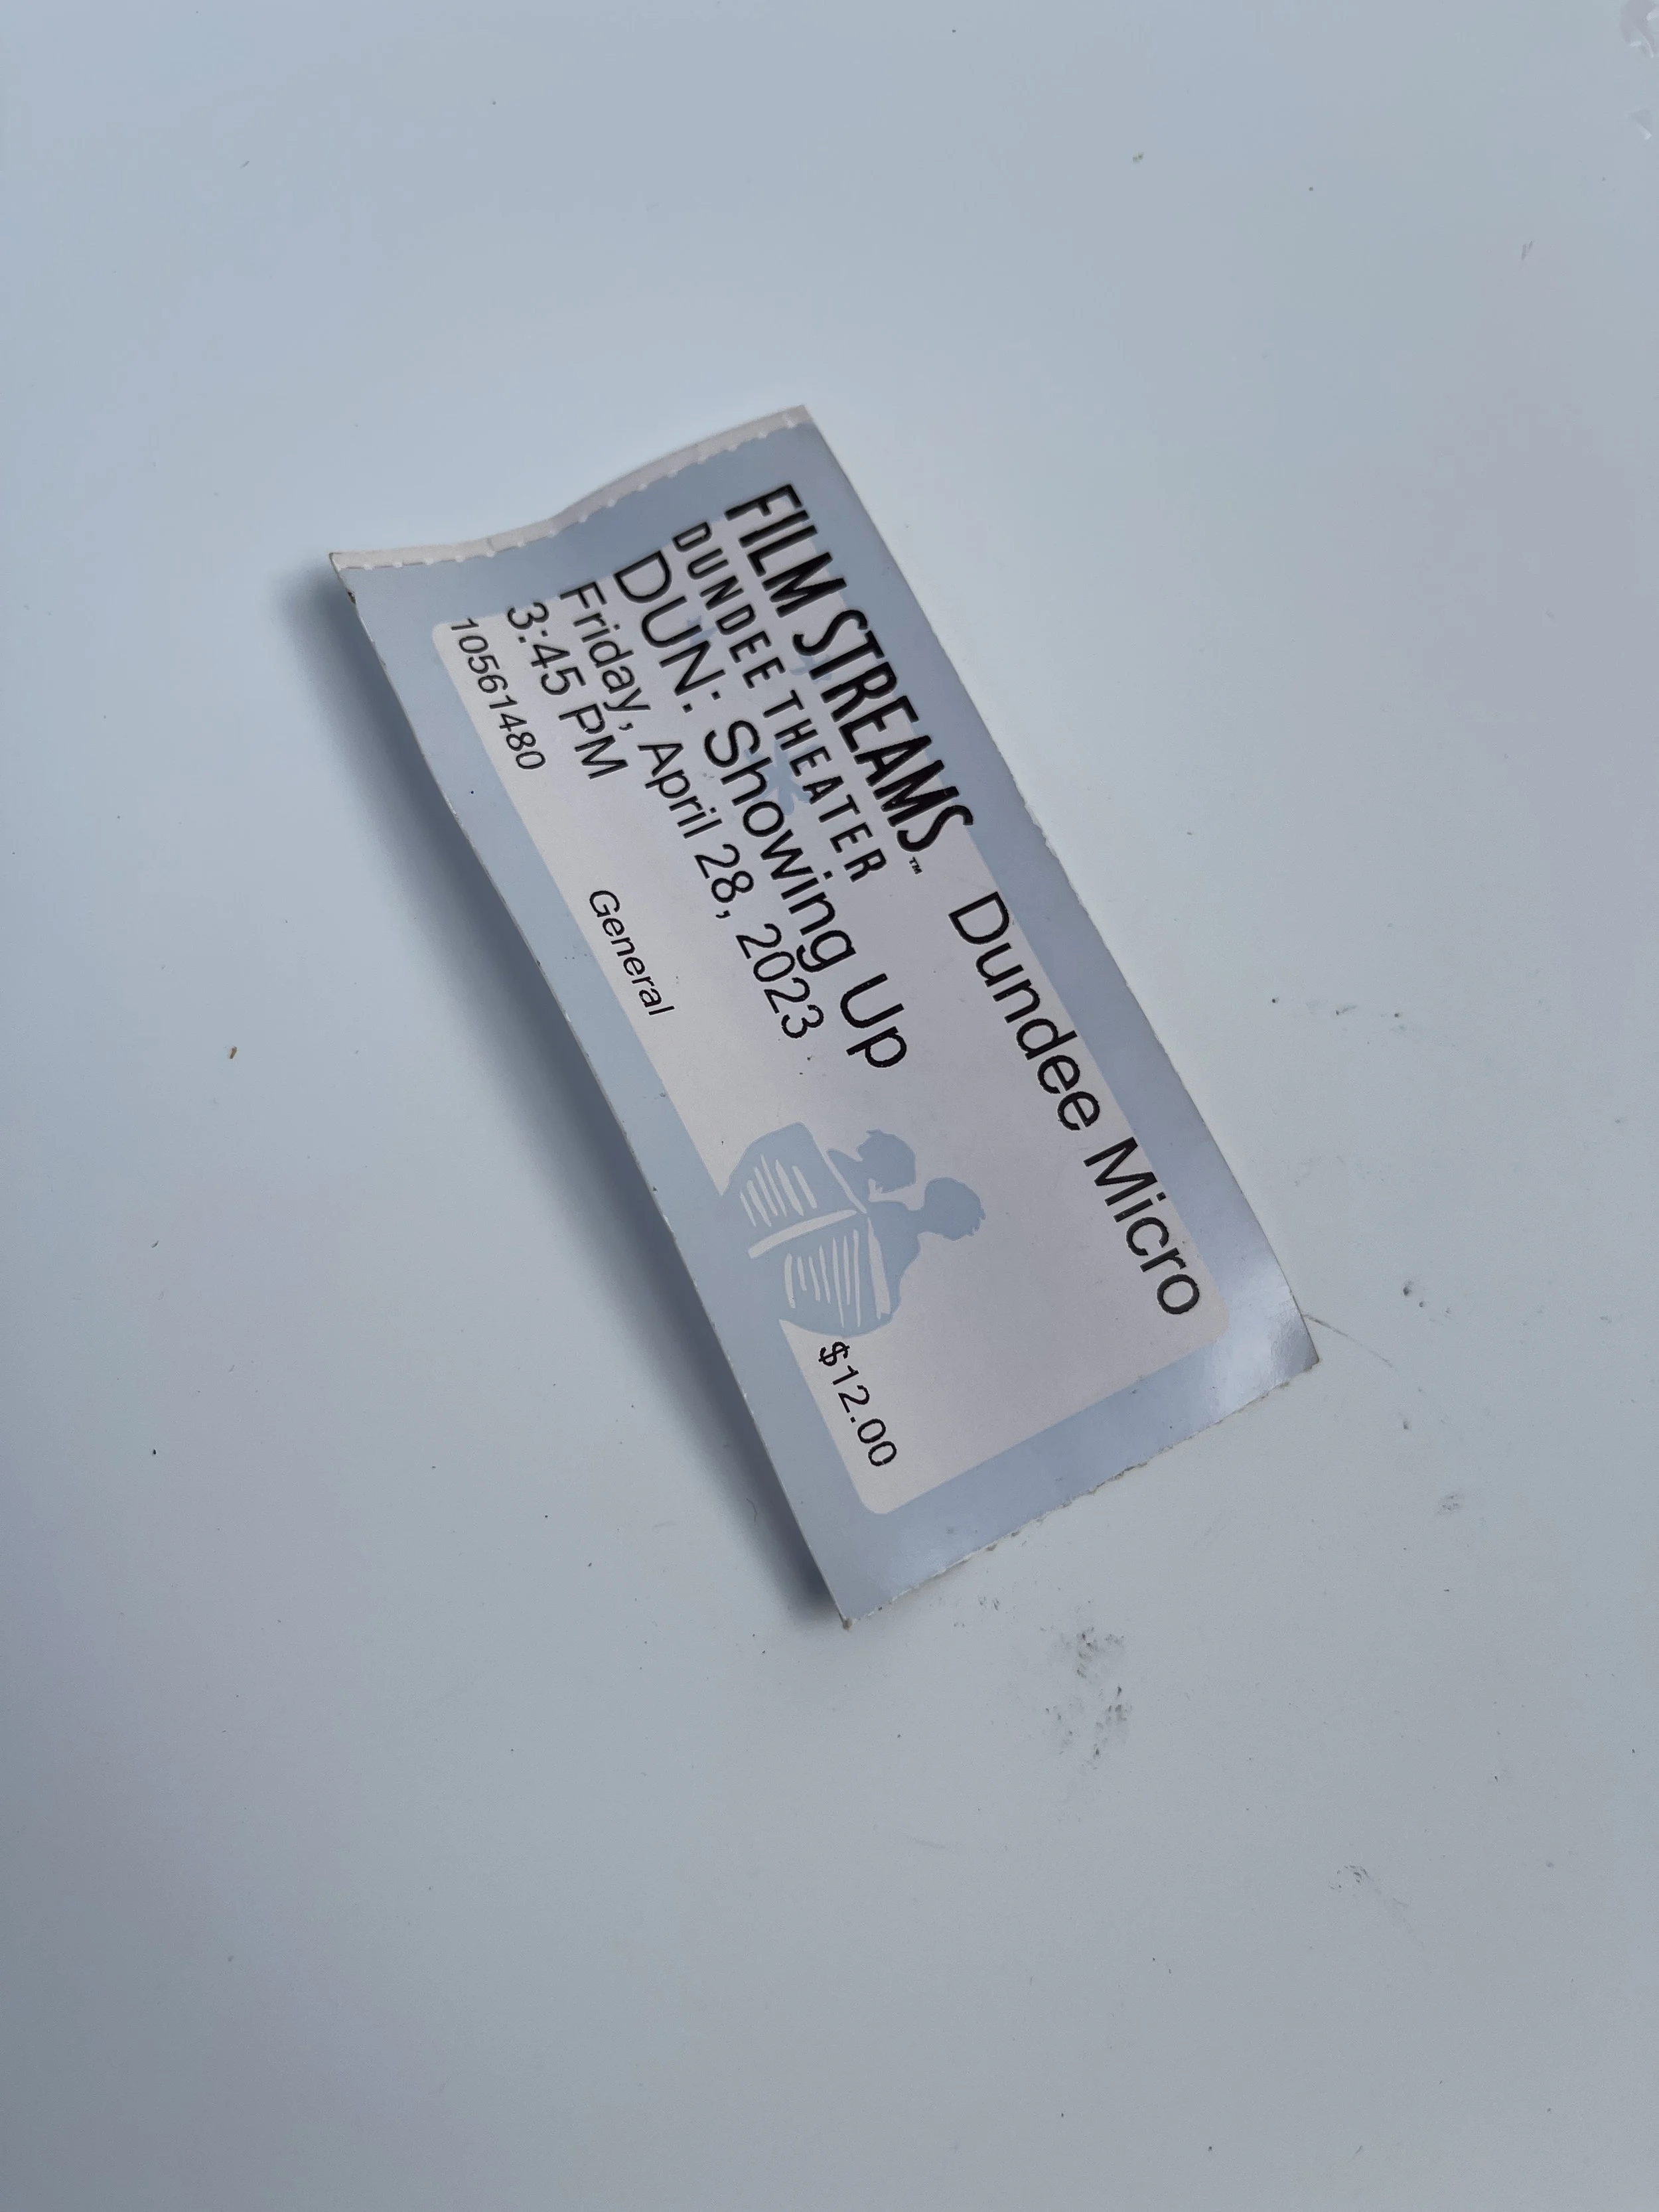 FILM STREAMS™ Dundee Micro
DUNDEE THEATER
DUN: Showing Up
Friday, April 28, 2023
3:45 PM
General
10561480
$12.00